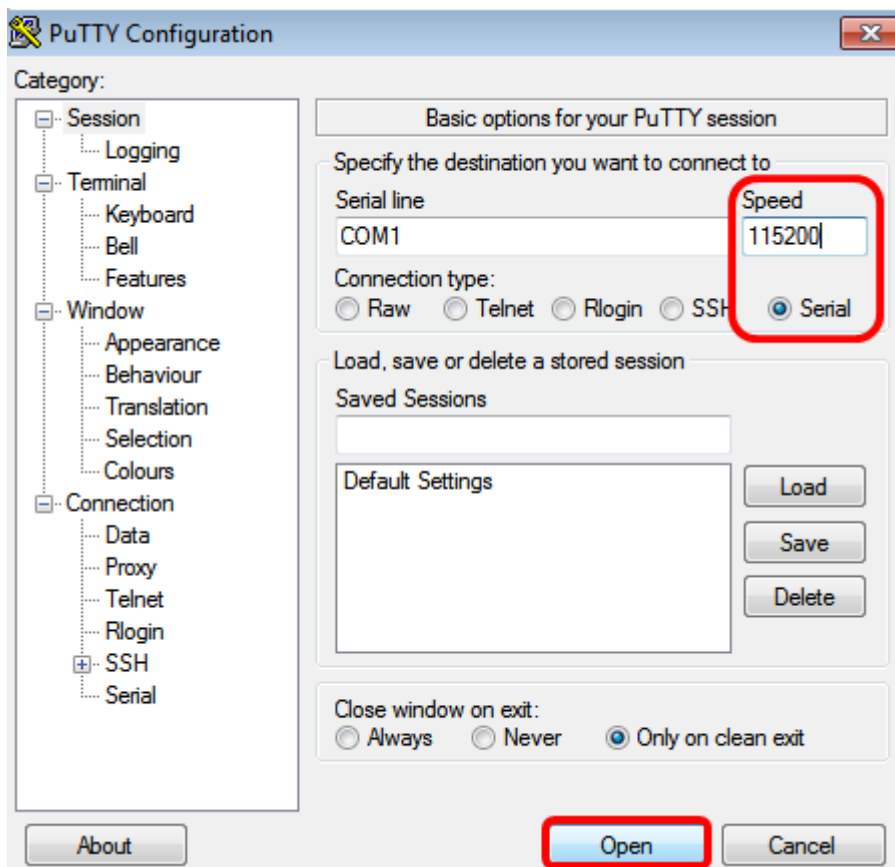 PuTTY Configuration
Category:
Session
Logging
Terminal
Keyboard
Bell
Features
Window
Appearance
Behaviour
Translation
Selection
Colours
Connection
Data
Proxy
Telnet
Rlogin
SSH
Serial
Basic options for your PuTTY session
Specify the destination you want to connect to
Serial line Speed
COM1 115200
Connection type:
Raw Telnet Rlogin SSH Serial
Load, save or delete a stored session
Saved Sessions
Default Settings
Load
Save
Delete
Close window on exit:
Always Never Only on clean exit
About Open Cancel